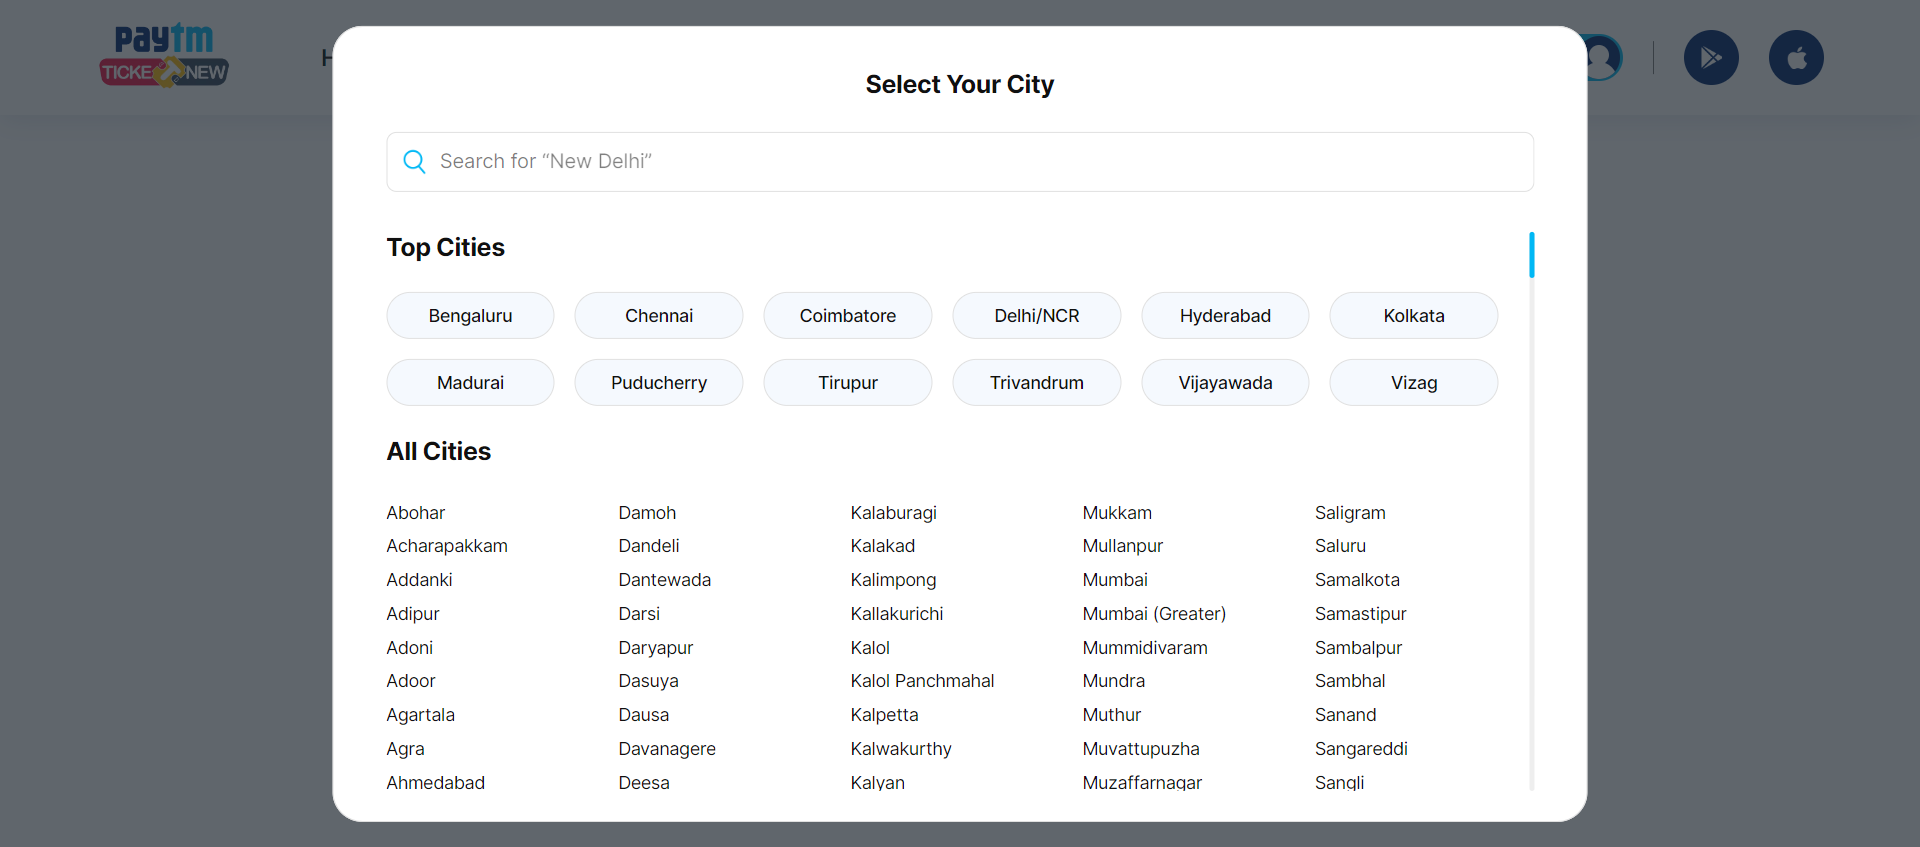 paytm
TICKETNEW
H
Select Your City
Search for “New Delhi”
Top Cities
Bengaluru Chennai Coimbatore Delhi/NCR Hyderabad Kolkata
Madurai Puducherry Tirupur Trivandrum Vijayawada Vizag
All Cities
Abohar Damoh Kalaburagi Mukkam Saligram
Acharapakkam Dandeli Kalakad Mullanpur Saluru
Addanki Dantewada Kalimpong Mumbai Samalkota
Adipur Darsi Kallakurichi Mumbai (Greater) Samastipur
Adoni Daryapur Kalol Mummidivaram Sambalpur
Adoor Dasuya Kalol Panchmahal Mundra Sambhal
Agartala Dausa Kalpetta Muthur Sanand
Agra Davanagere Kalwakurthy Muvattupuzha Sangareddi
Ahmedabad Deesa Kalyan Muzaffarnagar Sangli